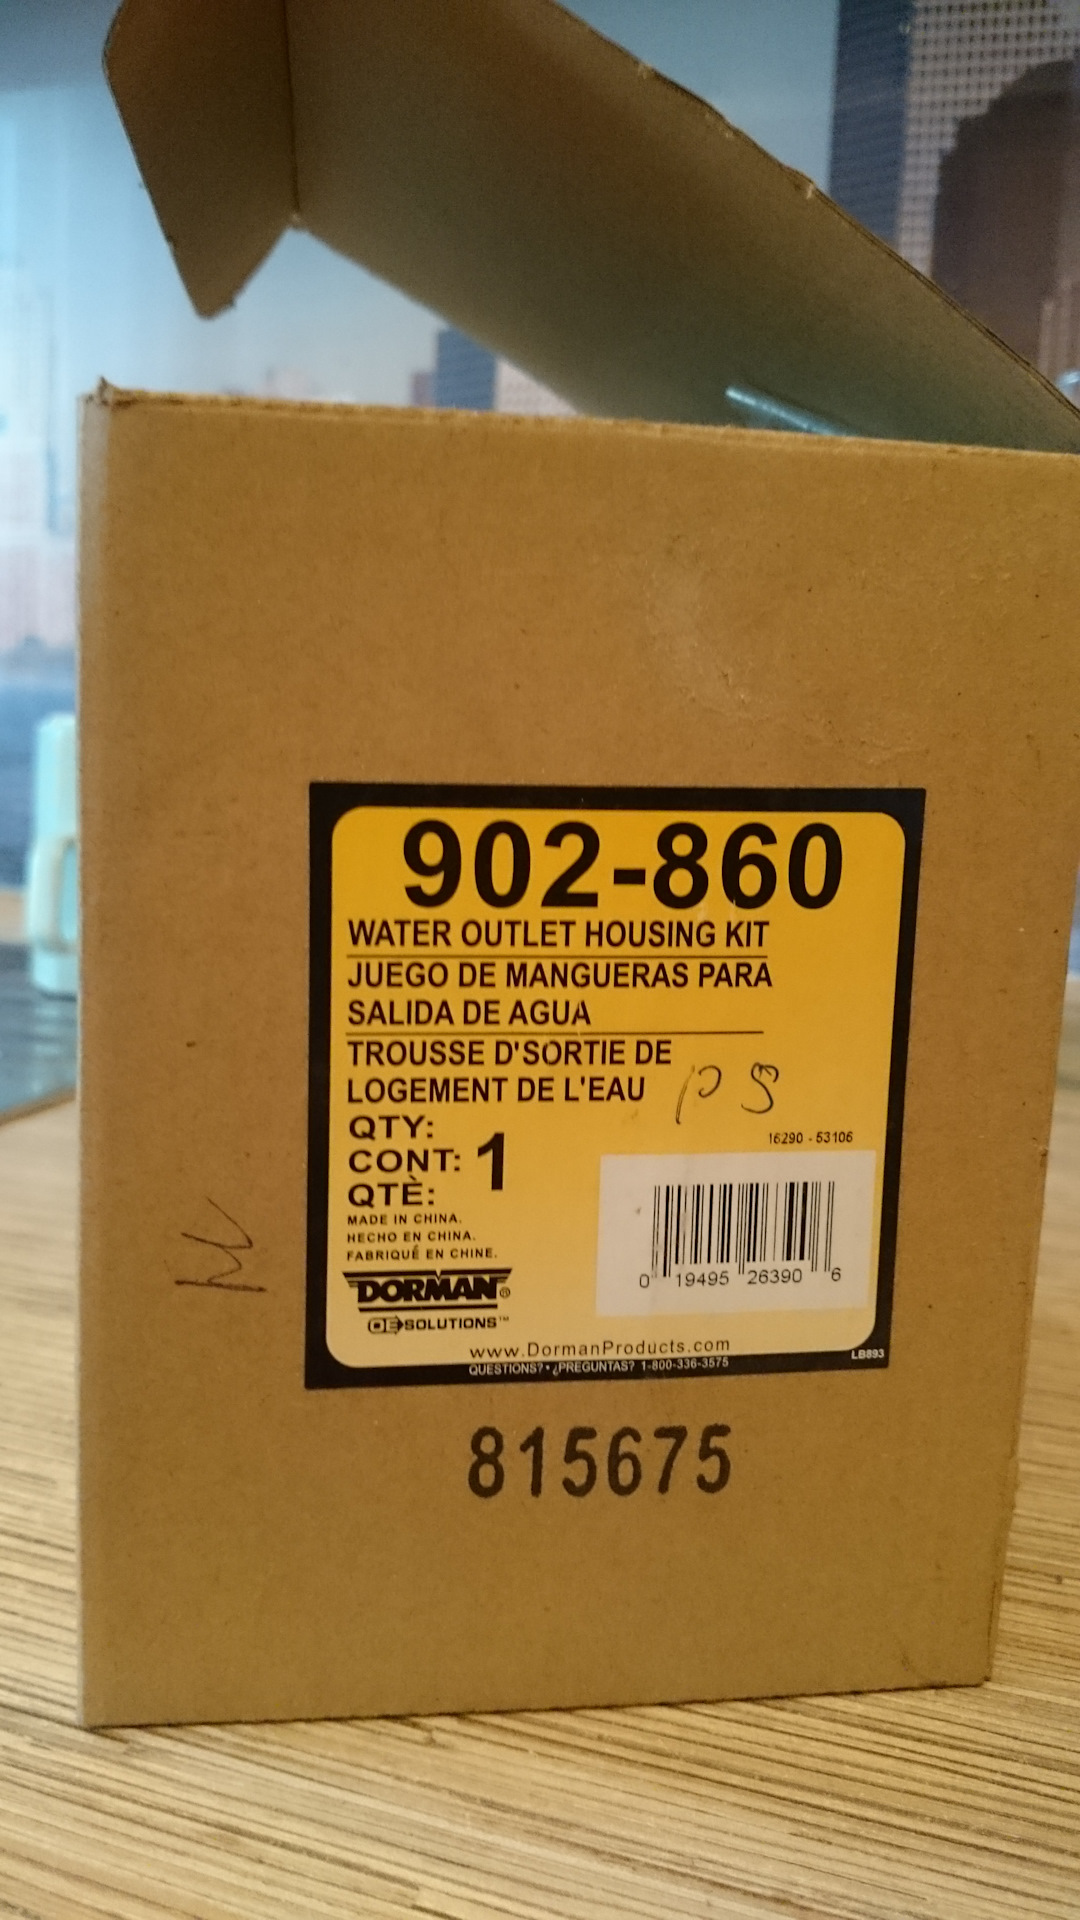 902-860
WATER OUTLET HOUSING KIT
JUEGO DE MANGUERAS PARA
SALIDA DE AGUA
TROUSSE D'SORTIE DE
LOGEMENT DE L'EAU
QTY:
CONT: 1
QTÈ:
MADE IN CHINA.
HECHO EN CHINA.
FABRIQUÉ EN CHINE.
16290 - 53106
0 19495 26390 6
DORMAN®
OE SOLUTIONS™
www.DormanProducts.com
QUESTIONS? • ¿PREGUNTAS? 1-800-336-3575
LB893
815675